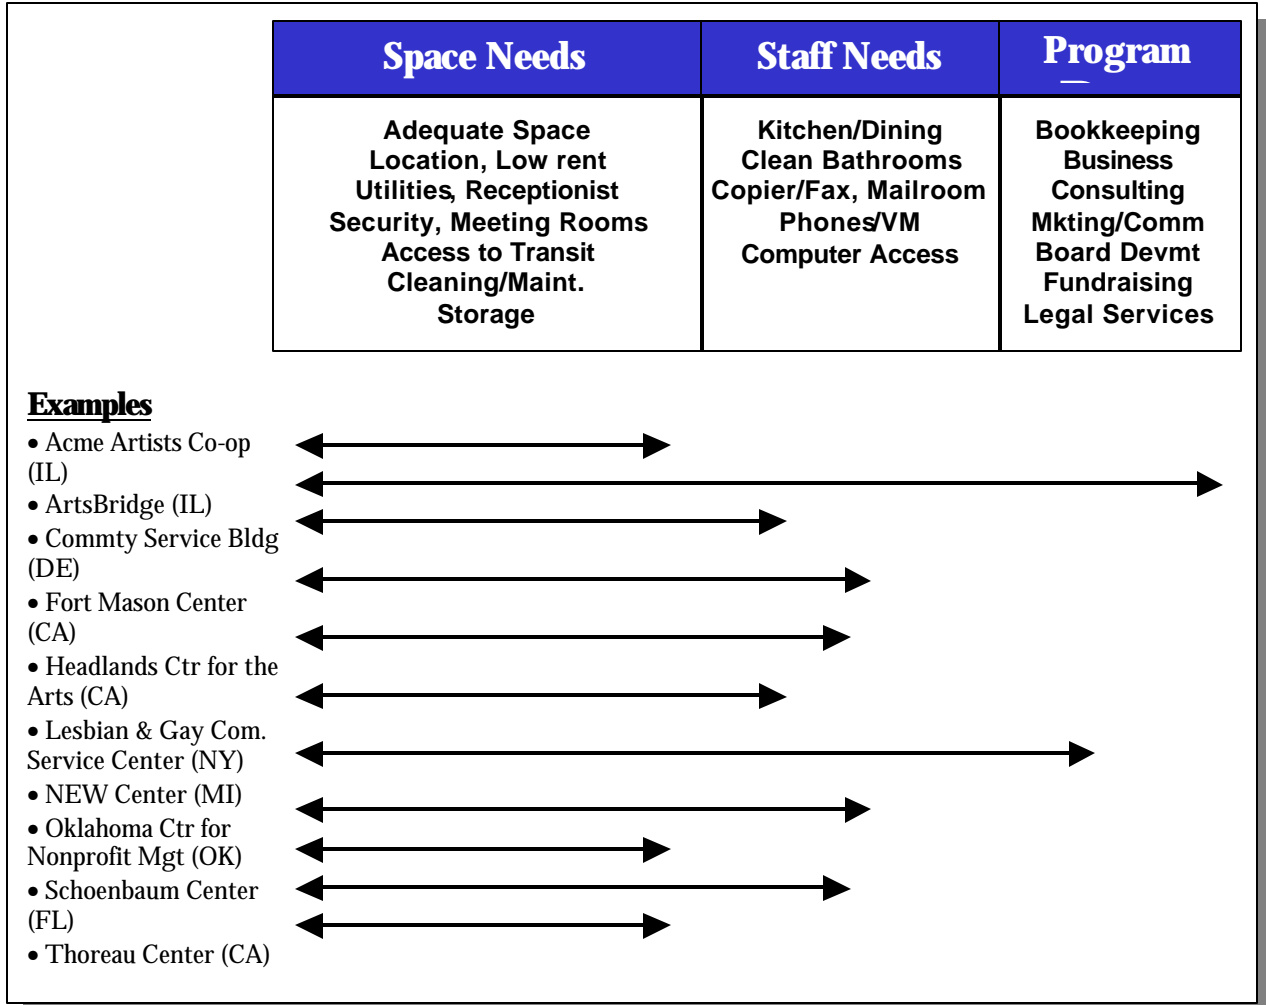 Space Needs
Staff Needs
Program
Adequate Space
Location, Low rent
Utilities, Receptionist
Security, Meeting Rooms
Access to Transit
Cleaning/Maint.
Storage
Kitchen/Dining
Clean Bathrooms
Copier/Fax, Mailroom
Phones/VM
Computer Access
Bookkeeping
Business
Consulting
Mkting/Comm
Board Devmt
Fundraising
Legal Services
Examples
• Acme Artists Co-op
(IL)
• ArtsBridge (IL)
• Commty Service Bldg
(DE)
• Fort Mason Center
(CA)
• Headlands Ctr for the
Arts (CA)
• Lesbian & Gay Com.
Service Center (NY)
• NEW Center (MI)
• Oklahoma Ctr for
Nonprofit Mgt (OK)
• Schoenbaum Center
(FL)
• Thoreau Center (CA)